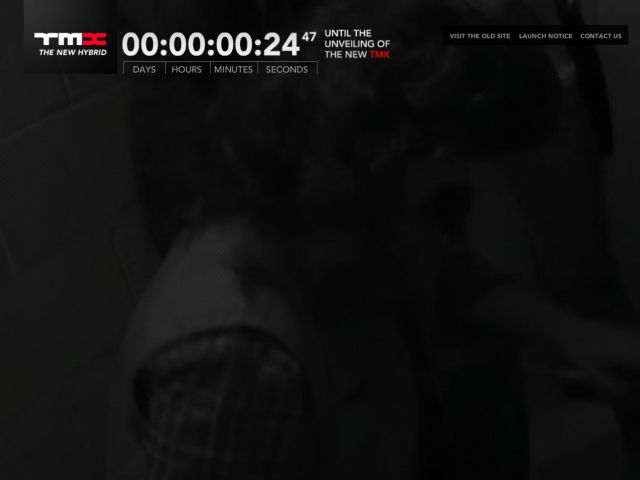 TMX
THE NEW HYBRID
00:00:00:24 47
DAYS HOURS MINUTES SECONDS
UNTIL THE
UNVEILING OF
THE NEW TMX
VISIT THE OLD SITE LAUNCH NOTICE CONTACT US